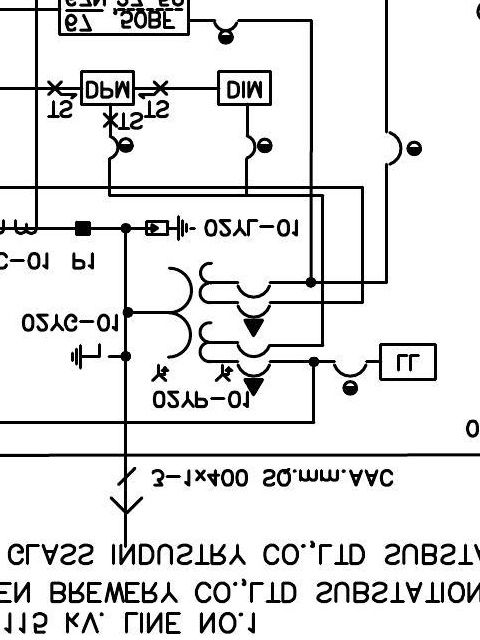 115 kV. LINE NO.1
EN BREWERY CO.,LTD SUBSTATION
GLASS INDUSTRY CO.,LTD SUBSTA
3-1x400 SQ.mm.AAC
0
02YP-01
LL
02YC-01
C-01 P1
02YL-01
TS TS TS
DPM DIM
67 50BF